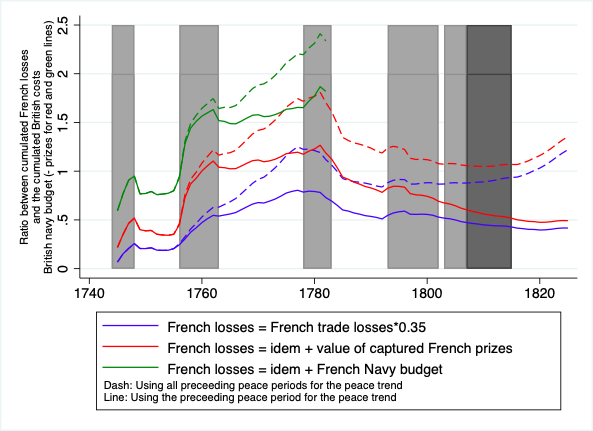 Ratio between cumulated French losses
and the cumulated British costs
British navy budget (- prizes for red and green lines)
2.5
2
1.5
1
.5
0
1740
1760
1780
1800
1820
French losses = French trade losses*0.35
French losses = idem + value of captured French prizes
French losses = idem + French Navy budget
Dash: Using all preceeding peace periods for the peace trend
Line: Using the preceeding peace period for the peace trend